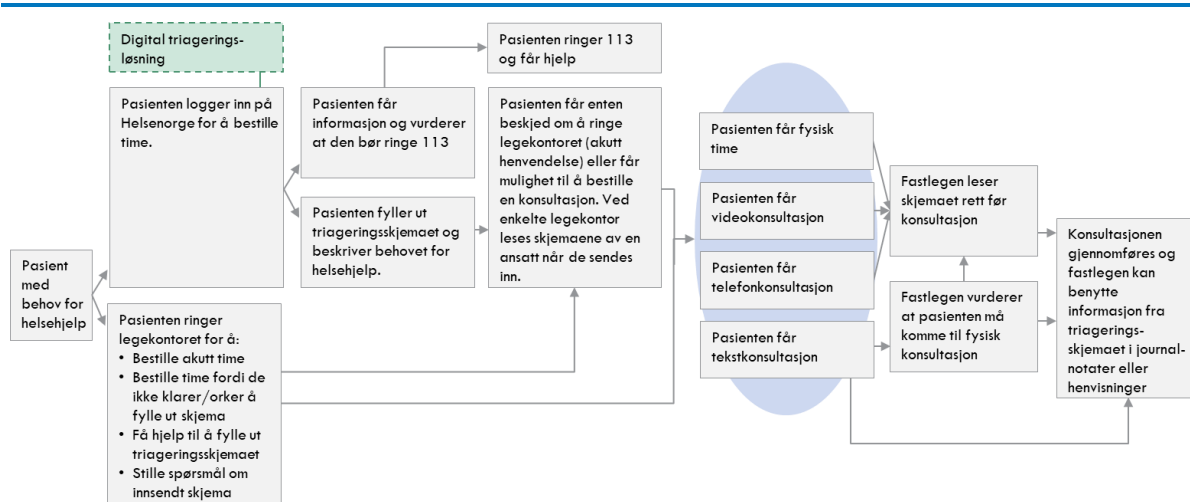 Digital triagerings-
løsning
Pasienten ringer 113
og får hjelp
Pasienten logger inn på
Helsenorge for å bestille
time.
Pasienten får
informasjon og vurderer
at den bør ringe 113
Pasienten fyller ut
triageringsskjemaet og
beskriver behovet for
helsehjelp.
Pasienten får enten
beskjed om å ringe
legekontoret (akutt
henvendelse) eller får
mulighet til å bestille
en konsultasjon. Ved
enkelte legekontor
leses skjemaene av en
ansatt når de sendes
inn.
Pasient
med
behov for
helsehjelp
Pasienten ringer
legekontoret for å:
• Bestille akutt time
• Bestille time fordi de
ikke klarer/orker å
fylle ut skjema
• Få hjelp til å fylle ut
triageringsskjemaet
• Stille spørsmål om
innsendt skjema
Pasienten får fysisk
time
Pasienten får
videokonsultasjon
Pasienten får
telefonkonsultasjon
Pasienten får
tekstkonsultasjon
Fastlegen leser
skjemaet rett før
konsultasjon
Fastlegen vurderer
at pasienten må
komme til fysisk
konsultasjon
Konsultasjonen
gjennomføres og
fastlegen kan
benytte
informasjon fra
triagerings-
skjemaet i journal-
notater eller
henvisninger